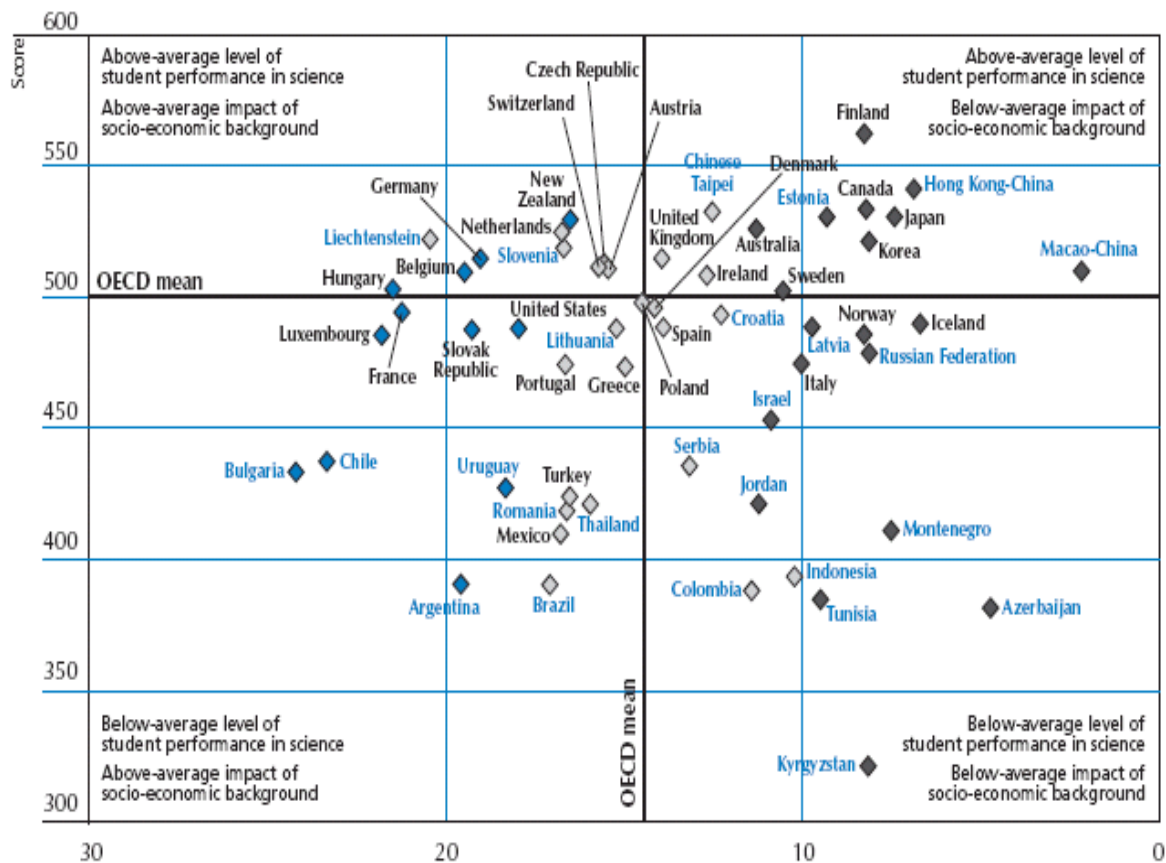 600
Score
Above-average level of
student performance in science
Above-average impact of
socio-economic background
Above-average level of
student performance in science
Below-average impact of
socio-economic background
Czech Republic
Switzerland
Austria
Finland
550
Chinese
Taipei
Denmark
Germany
New
Zealand
Estonia
Canada
Hong Kong-China
Netherlands
United
Kingdom
Japan
Liechtenstein
Slovenia
Australia
Korea
Macao-China
Belgium
Hungary
Ireland
Sweden
500
OECD mean
United States
Croatia
Norway
Iceland
Luxembourg
Slovak
Republic
Lithuania
Spain
Latvia
Russian Federation
France
Portugal
Greece
Poland
Italy
Israel
450
Serbia
Bulgaria
Chile
Uruguay
Turkey
Jordan
Romania
Thailand
Mexico
Montenegro
400
Indonesia
Colombia
Argentina
Brazil
Tunisia
Azerbaijan
350
OECD mean
Below-average level of
student performance in science
Above-average impact of
socio-economic background
Below-average level of
student performance in science
Below-average impact of
socio-economic background
Kyrgyzstan
300
30
20
10
0